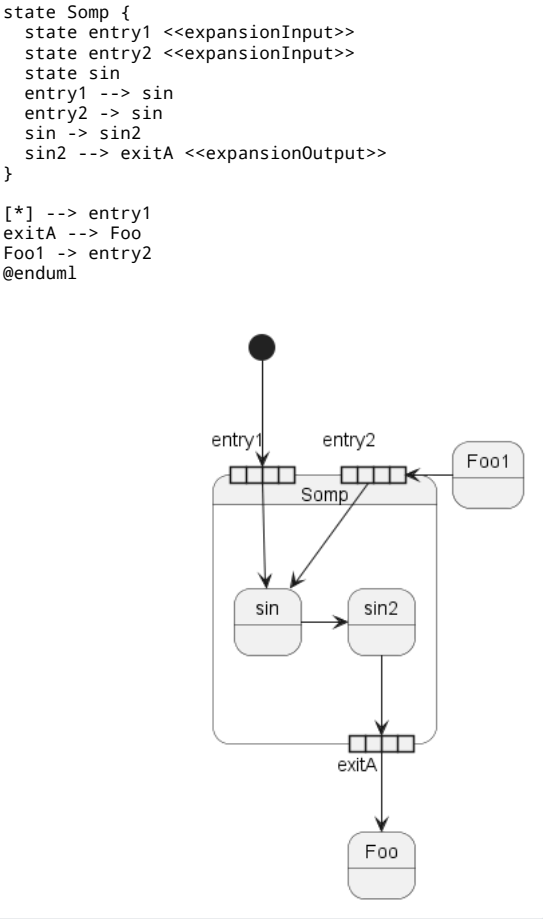 state Somp {
  state entry1 <<expansionInput>>
  state entry2 <<expansionInput>>
  state sin
  entry1 --> sin
  entry2 -> sin
  sin -> sin2
  sin2 --> exitA <<expansionOutput>>
}

[*] --> entry1
exitA --> Foo
Foo1 -> entry2
@enduml
entry1 entry2
Foo1
Somp
sin sin2
exitA
Foo